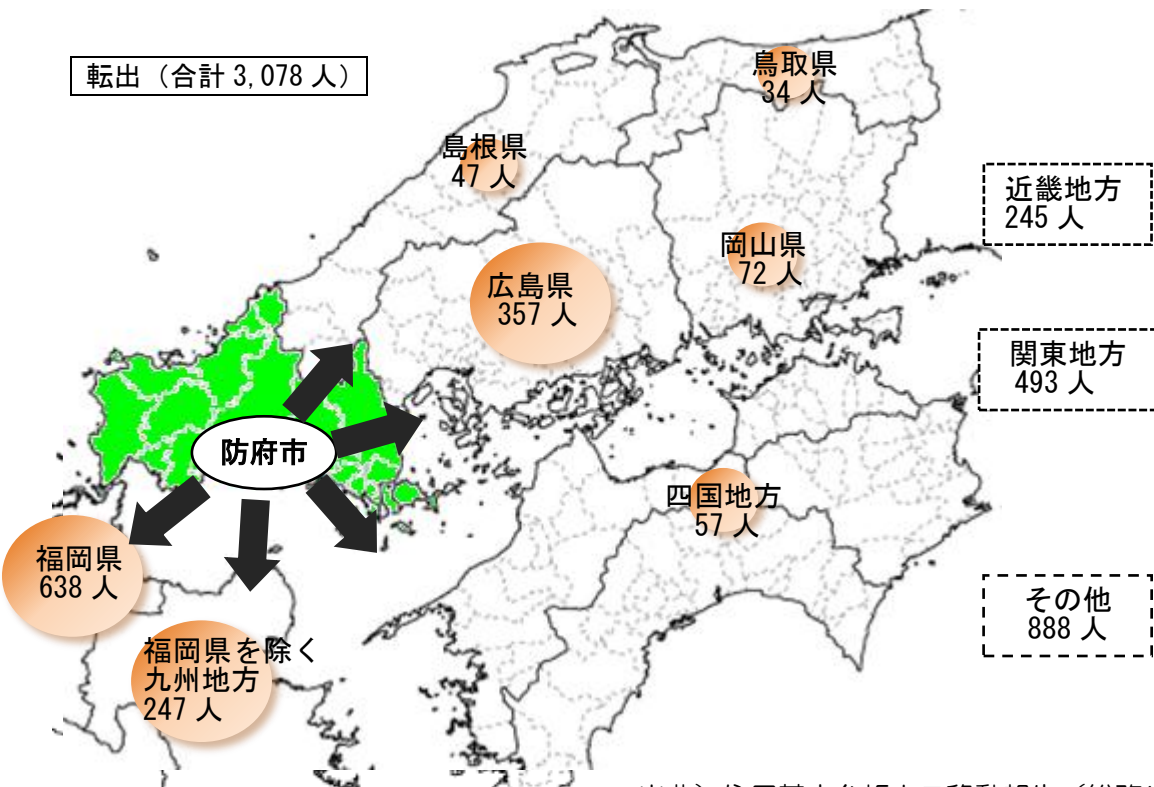 転出（合計 3,078 人）
鳥取県
34 人
島根県
47 人
近畿地方
245 人
岡山県
72 人
広島県
357 人
関東地方
493 人
防府市
四国地方
57 人
福岡県
638 人
その他
888 人
福岡県を除く
九州地方
247 人